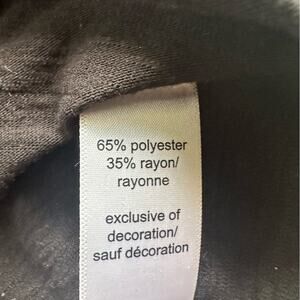 65% polyester
35% rayon/
rayonne
exclusive of
decoration/
sauf décoration